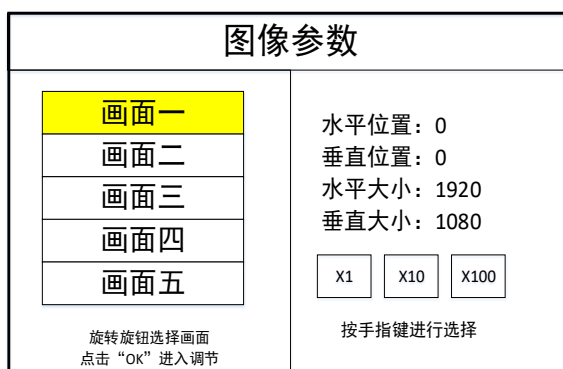 图像参数
画面一
画面二
画面三
画面四
画面五
旋转旋钮选择画面
点击“OK”进入调节
水平位置：0
垂直位置：0
水平大小：1920
垂直大小：1080
X1 X10 X100
按手指键进行选择